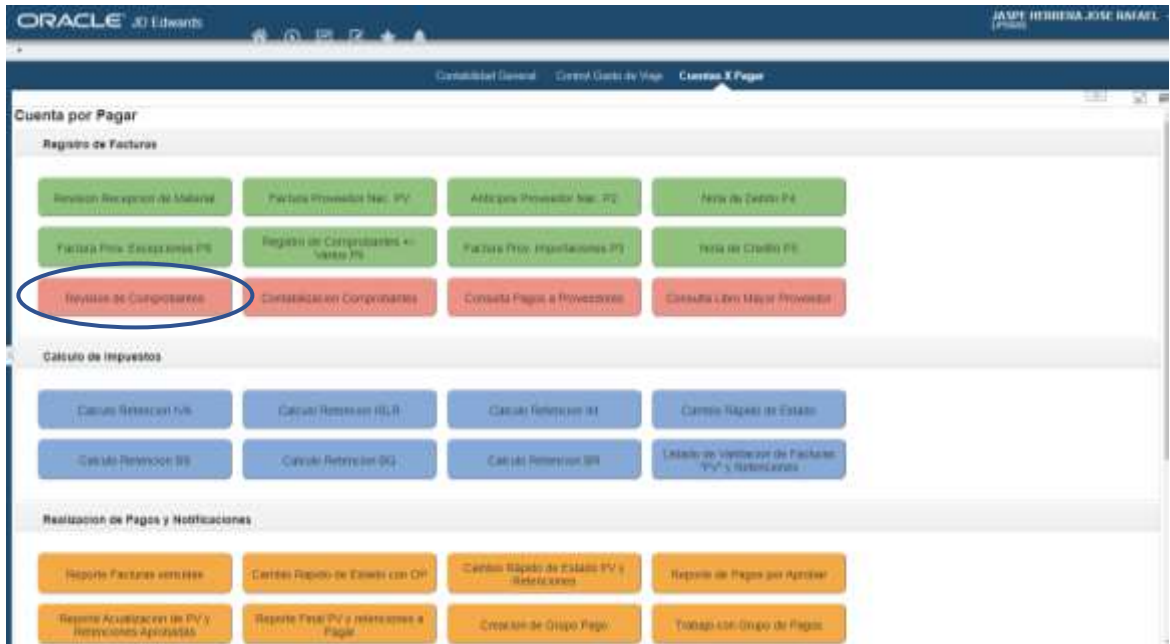 ORACLE JD Edwards
JASPE HERRERA JOSE RAFAEL
Contabilidad General Control Gasto de Viaje Cuentas X Pagar
Cuenta por Pagar
Registro de Facturas
Revision Recepcion de Material
Factura Proveedor Nac. PV
Anticipos Proveedor Nac. P2
Nota de Debito P4
Factura Prov. Excepciones P8
Registro de Comprobantes +/-
Varios P6
Factura Prov. Importaciones P3
Nota de Credito P5
Revision de Comprobantes
Contabilizacion Comprobantes
Consulta Pagos a Proveedores
Consulta Libro Mayor Proveedor
Calculo de Impuestos
Calculo Retencion IVA
Calculo Retencion ISLR
Calculo Retencion IM
Cambio Rápido de Estado
Calculo Retencion BS
Calculo Retencion BG
Calculo Retencion BR
Listado de Validacion de Facturas
"PV" y Retenciones
Realizacion de Pagos y Notificaciones
Reporte Facturas vencidas
Cambio Rapido de Estado con OP
Cambio Rápido de Estado PV y
Retenciones
Reporte de Pagos por Aprobar
Reporte Acualizacion de PV y
Retenciones Aprobadas
Reporte Final PV y retenciones a
Pagar
Creacion de Grupo Pago
Trabajo con Grupo de Pagos